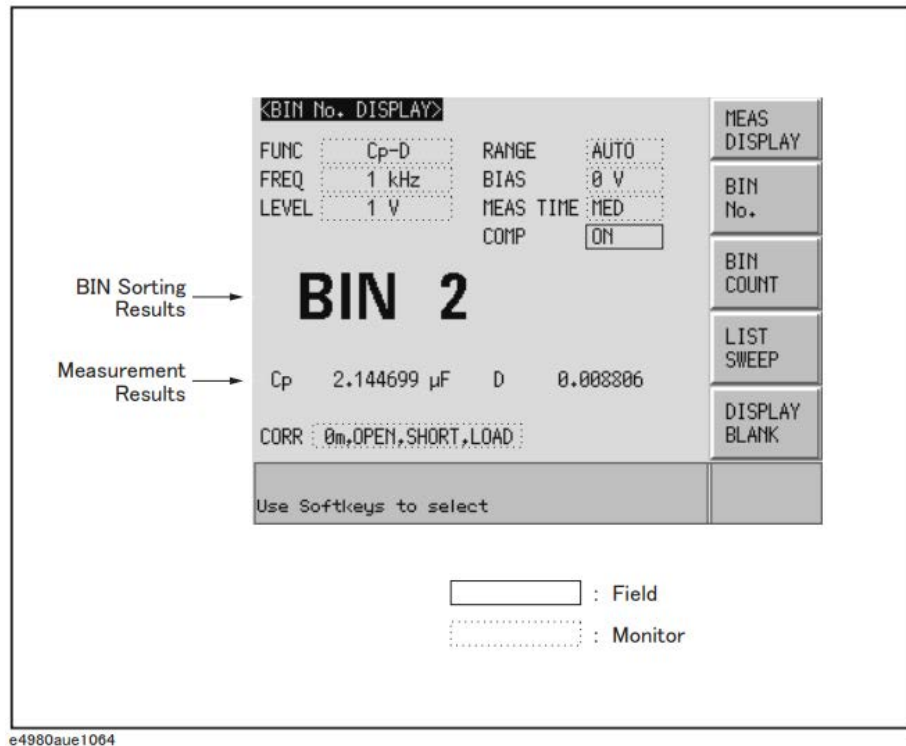 <BIN No. DISPLAY>
FUNC Cp-D RANGE AUTO
FREQ 1 kHz BIAS 0 V
LEVEL 1 V MEAS TIME MED
COMP ON
BIN Sorting
Results
BIN 2
Measurement
Results
Cp 2.144699 µF D 0.008806
CORR 0m,OPEN,SHORT,LOAD
Use Softkeys to select
MEAS
DISPLAY
BIN
No.
BIN
COUNT
LIST
SWEEP
DISPLAY
BLANK
: Field
: Monitor
e4980aue1064